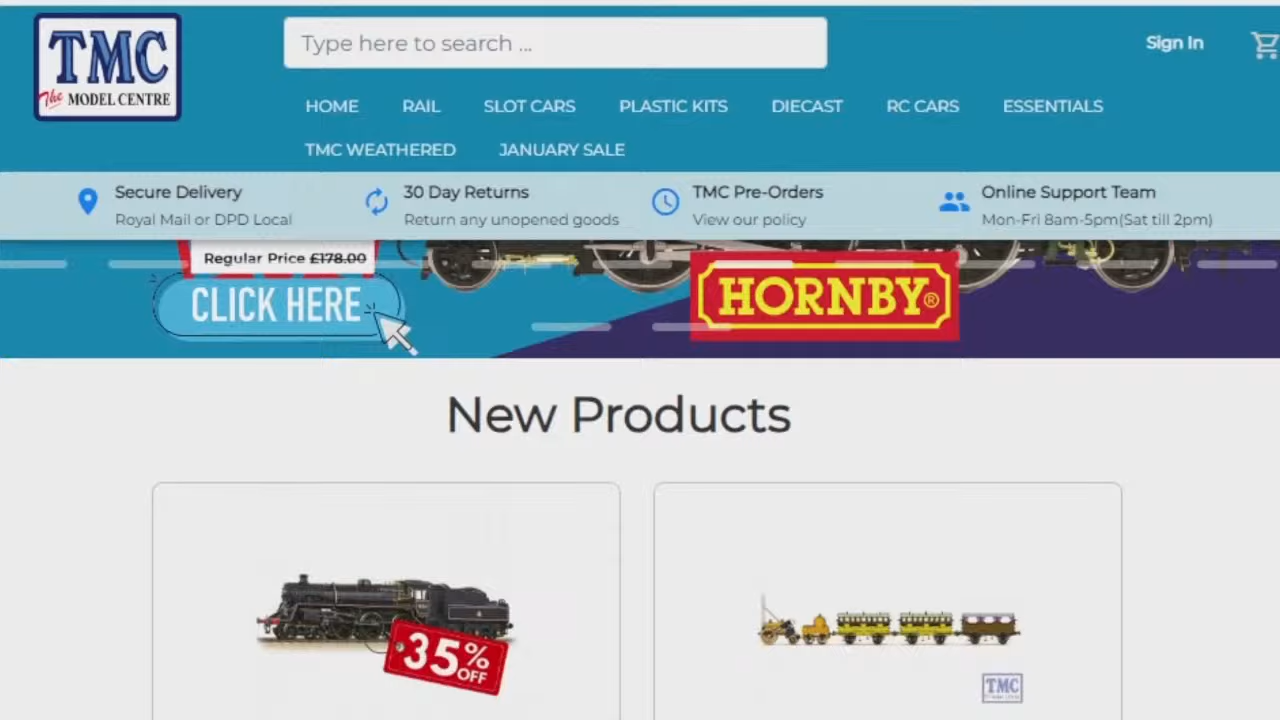 TMC
The MODEL CENTRE
Type here to search ...
Sign In
HOME RAIL SLOT CARS PLASTIC KITS DIECAST RC CARS ESSENTIALS
TMC WEATHERED JANUARY SALE
Secure Delivery
Royal Mail or DPD Local
30 Day Returns
Return any unopened goods
TMC Pre-Orders
View our policy
Online Support Team
Mon-Fri 8am-5pm(Sat till 2pm)
Regular Price £178.00
CLICK HERE
HORNBY®
New Products
35%
OFF
TMC